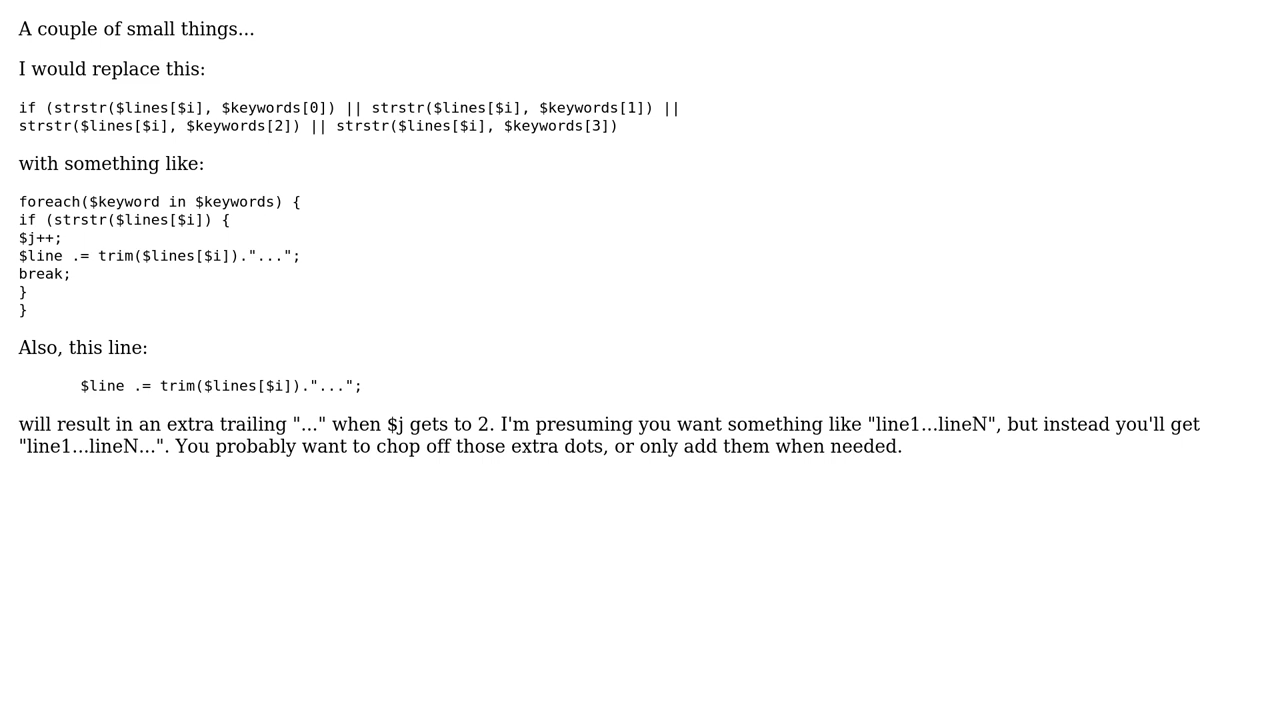 A couple of small things...
I would replace this:
if (strstr($lines[$i], $keywords[0]) || strstr($lines[$i], $keywords[1]) ||
strstr($lines[$i], $keywords[2]) || strstr($lines[$i], $keywords[3])
with something like:
foreach($keyword in $keywords) {
if (strstr($lines[$i]) {
$j++;
$line .= trim($lines[$i])."...";
break;
}
}
Also, this line:
$line .= trim($lines[$i])."...";
will result in an extra trailing "..." when $j gets to 2. I'm presuming you want something like "line1...lineN", but instead you'll get
"line1...lineN...". You probably want to chop off those extra dots, or only add them when needed.